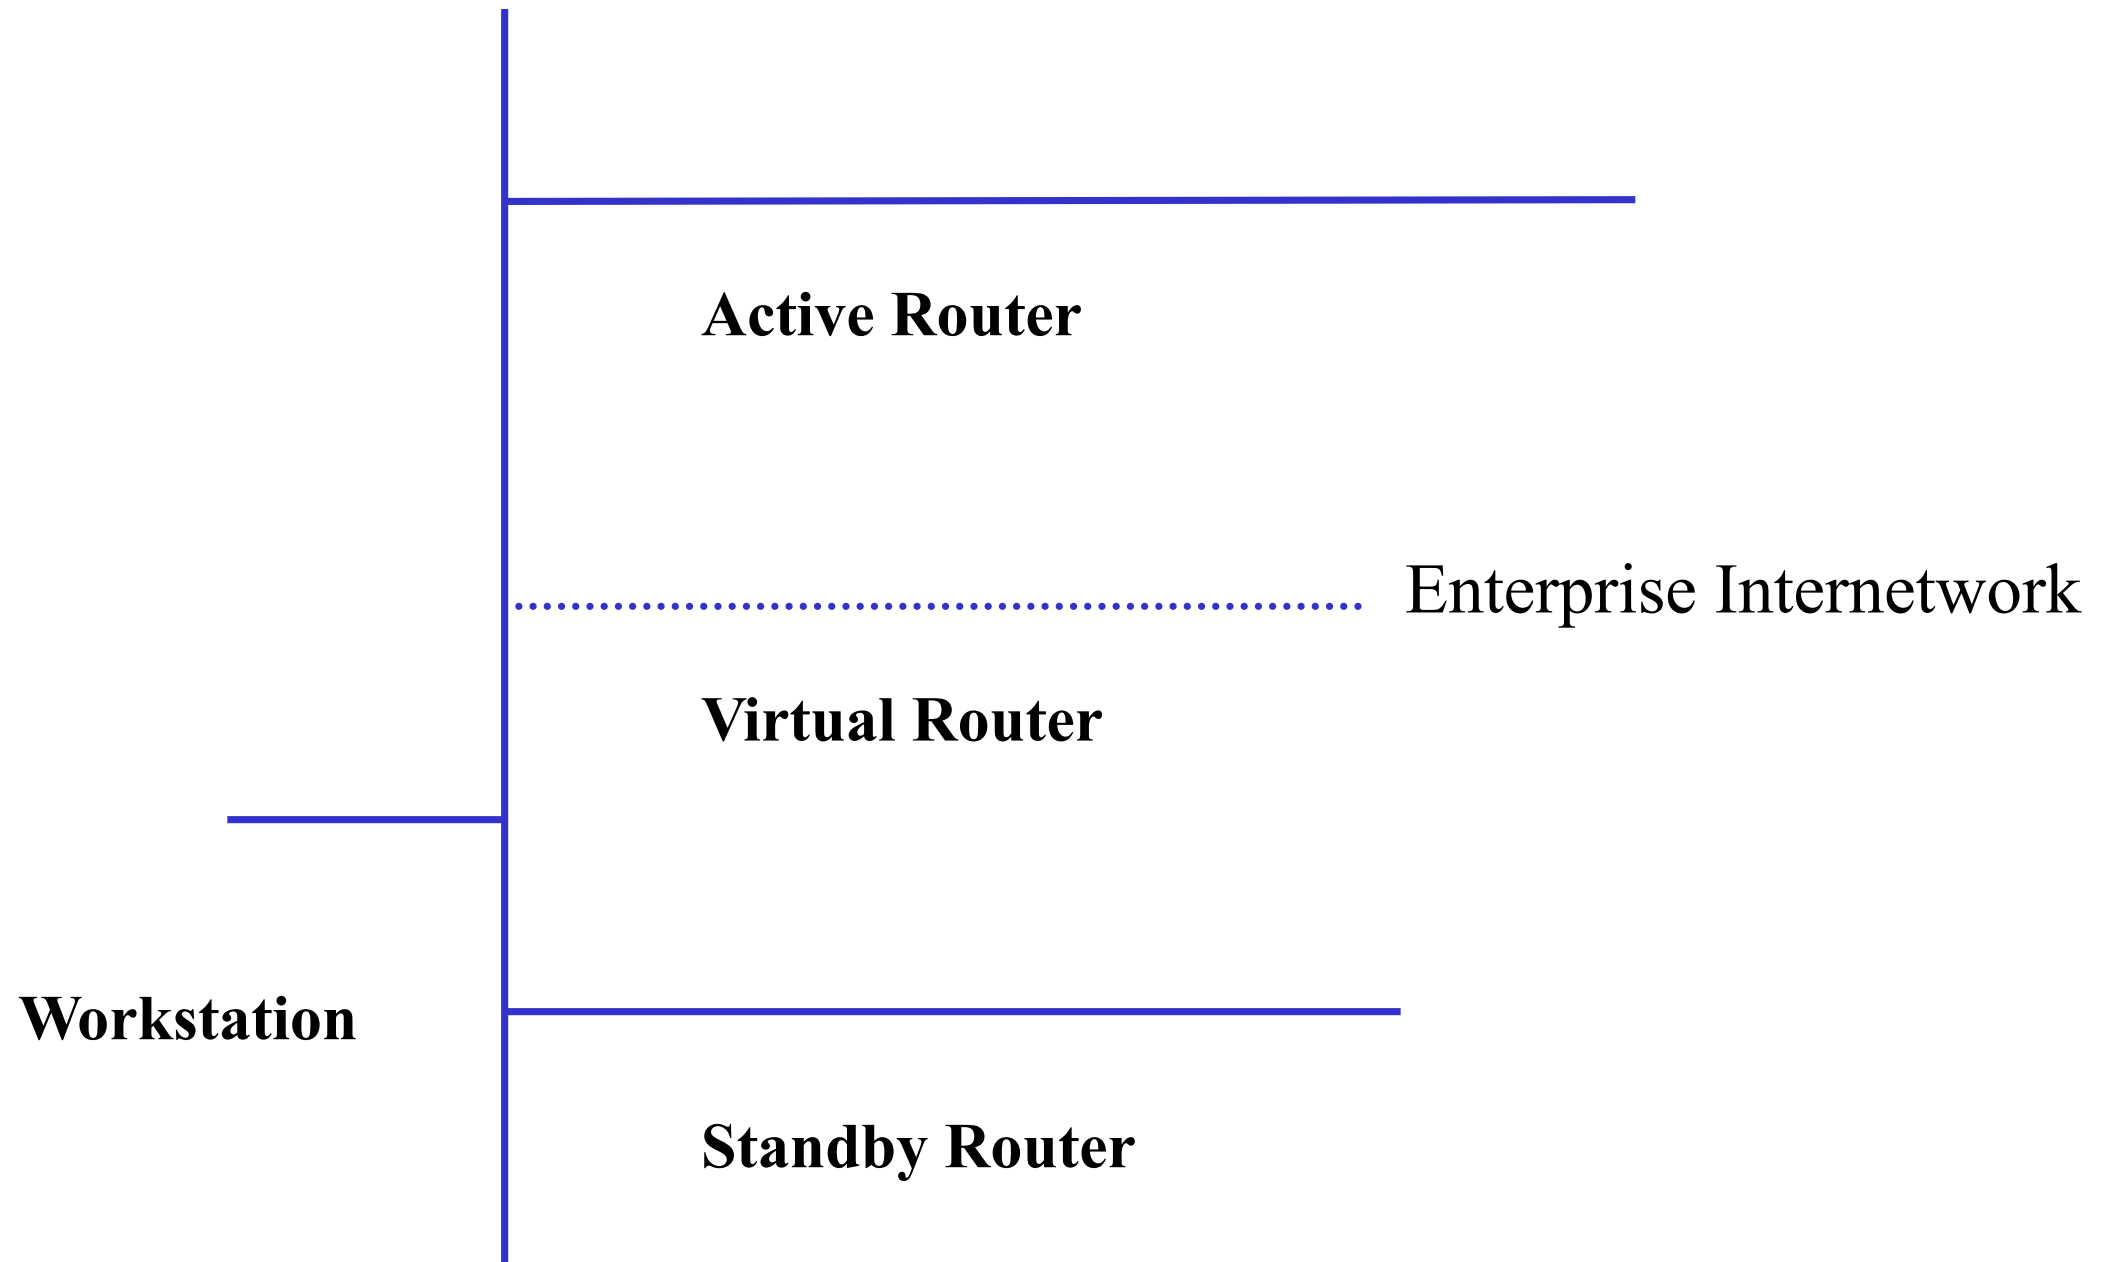 Active Router
Enterprise Internetwork
Virtual Router
Workstation
Standby Router